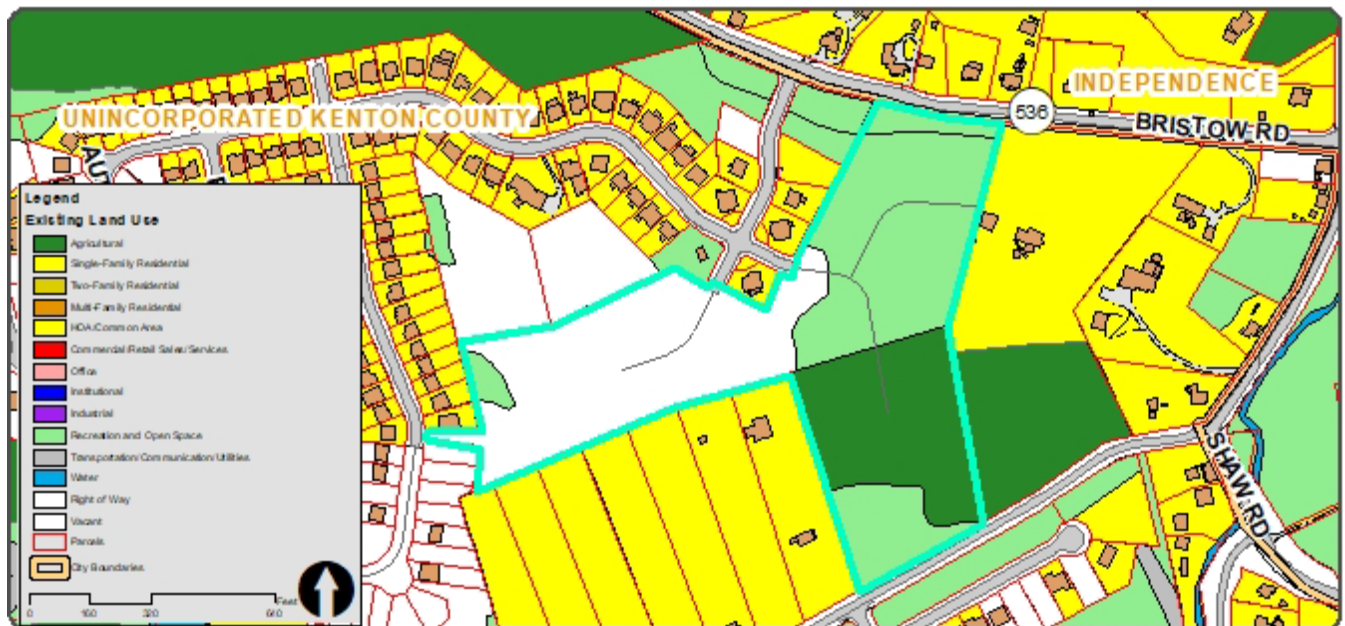 INDEPENDENCE
536
UNINCORPORATED KENTON COUNTY
BRISTOW RD
AU
Legend
Existing Land Use
Agricultural
Single-Family Residential
Two-Family Residential
Multi-Family Residential
HOA/Common Area
Commercial/Retail Sales/Services
Office
Institutional
Industrial
Recreation and Open Space
Transportation/Communication/Utilities
Water
Right of Way
Vacant
Parcels
City Boundaries
Feet
0 160 320 640
SHAW RD